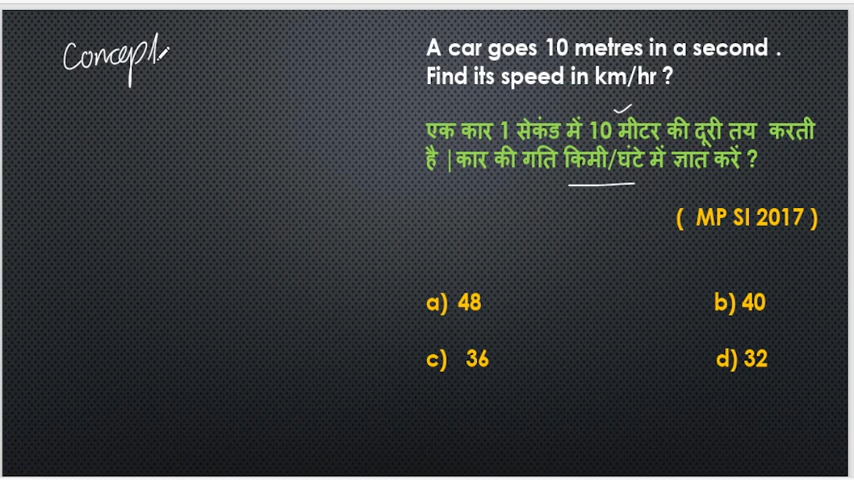 Concept
A car goes 10 metres in a second .
Find its speed in km/hr ?
एक कार 1 सेकंड में 10 मीटर की दूरी तय करती
है |कार की गति किमी/घंटे में ज्ञात करें ?
( MP SI 2017 )
a) 48 b) 40
c) 36 d) 32